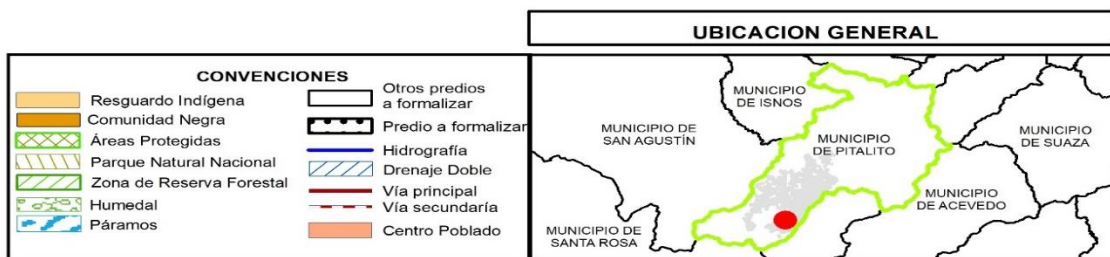 UBICACION GENERAL
CONVENCIONES
Resguardo Indígena
Comunidad Negra
Áreas Protegidas
Parque Natural Nacional
Zona de Reserva Forestal
Humedal
Páramos
Otros predios
a formalizar
Predio a formalizar
Hidrografía
Drenaje Doble
Vía principal
Vía secundaría
Centro Poblado
MUNICIPIO
DE ISNOS
MUNICIPIO DE
SAN AGUSTÍN
MUNICIPIO
DE PITALITO
MUNICIPIO
DE SUAZA
MUNICIPIO
DE ACEVEDO
MUNICIPIO DE
SANTA ROSA